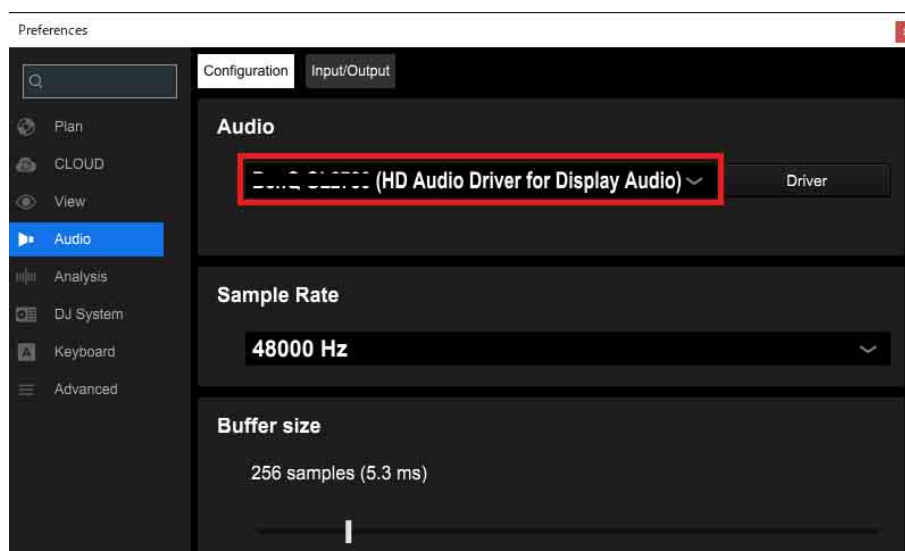 Preferences
Configuration Input/Output
Plan
CLOUD
View
Audio
Analysis
DJ System
Keyboard
Advanced
Audio
(HD Audio Driver for Display Audio)
Driver
Sample Rate
48000 Hz
Buffer size
256 samples (5.3 ms)